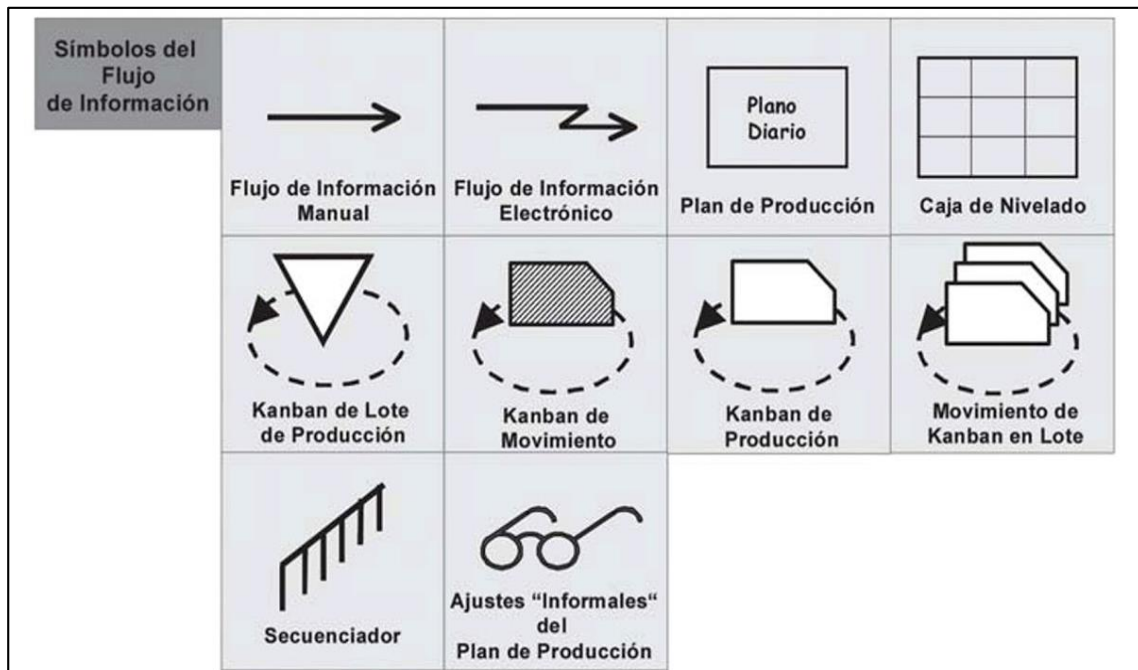 Símbolos del
Flujo
de Información
Flujo de Información
Manual
Flujo de Información
Electrónico
Plano
Diario
Plan de Producción
Caja de Nivelado
Kanban de Lote
de Producción
Kanban de
Movimiento
Kanban de
Producción
Movimiento de
Kanban en Lote
Secuenciador
Ajustes “Informales“
del
Plan de Producción